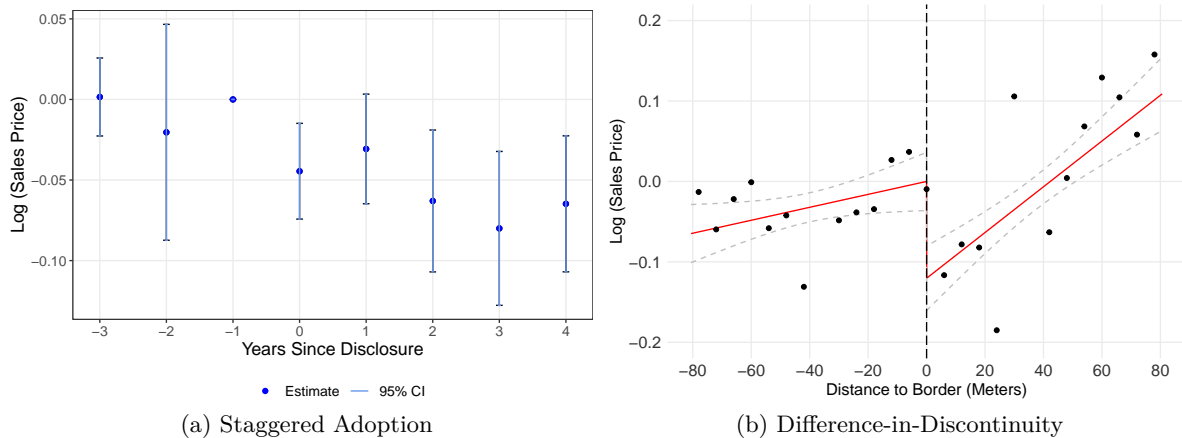 0.05
0.00
−0.05
−0.10
Log (Sales Price)
−3 −2 −1 0 1 2 3 4
Years Since Disclosure
Estimate 95% CI
(a) Staggered Adoption
0.2
0.1
0.0
−0.1
−0.2
Log (Sales Price)
−80 −60 −40 −20 0 20 40 60 80
Distance to Border (Meters)
(b) Difference-in-Discontinuity